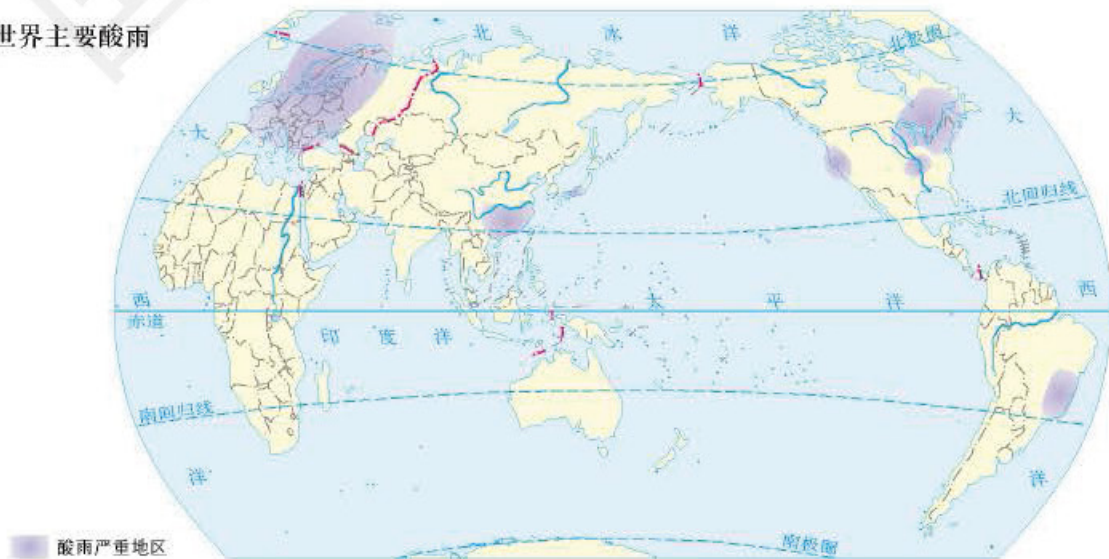 世界主要酸雨
北冰洋
北极圈
大
大
北回归线
西
太平洋
西
赤道
印度洋
南回归线
洋
洋
南极圈
酸雨严重地区